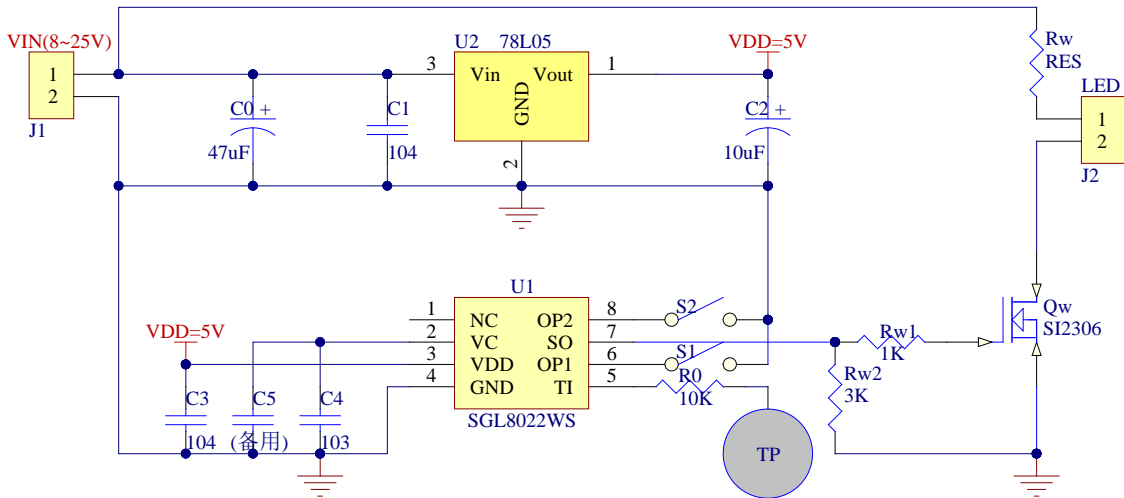 VIN(8~25V)
1
2
J1
C0 +
47uF
C1
104
U2 78L05
3
Vin
Vout
GND
1
2
VDD=5V
C2 +
10uF
Rw
RES
LED
1
2
J2
U1
VDD=5V
1
2
3
4
NC
VC
VDD
GND
OP2
SO
OP1
TI
8
7
6
5
SGL8022WS
S2
S1
R0
10K
TP
Rw1
1K
Rw2
3K
Qw
SI2306
C3
104
C5
(备用)
C4
103